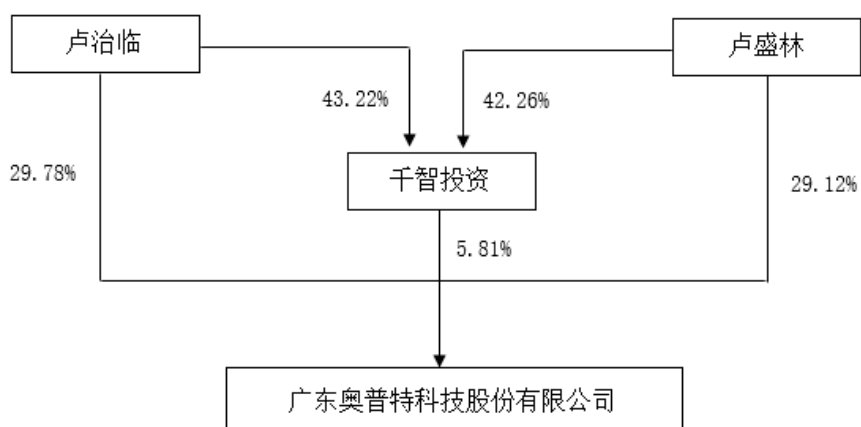 卢治临
卢盛林
43.22%
42.26%
29.78%
千智投资
29.12%
5.81%
广东奥普特科技股份有限公司